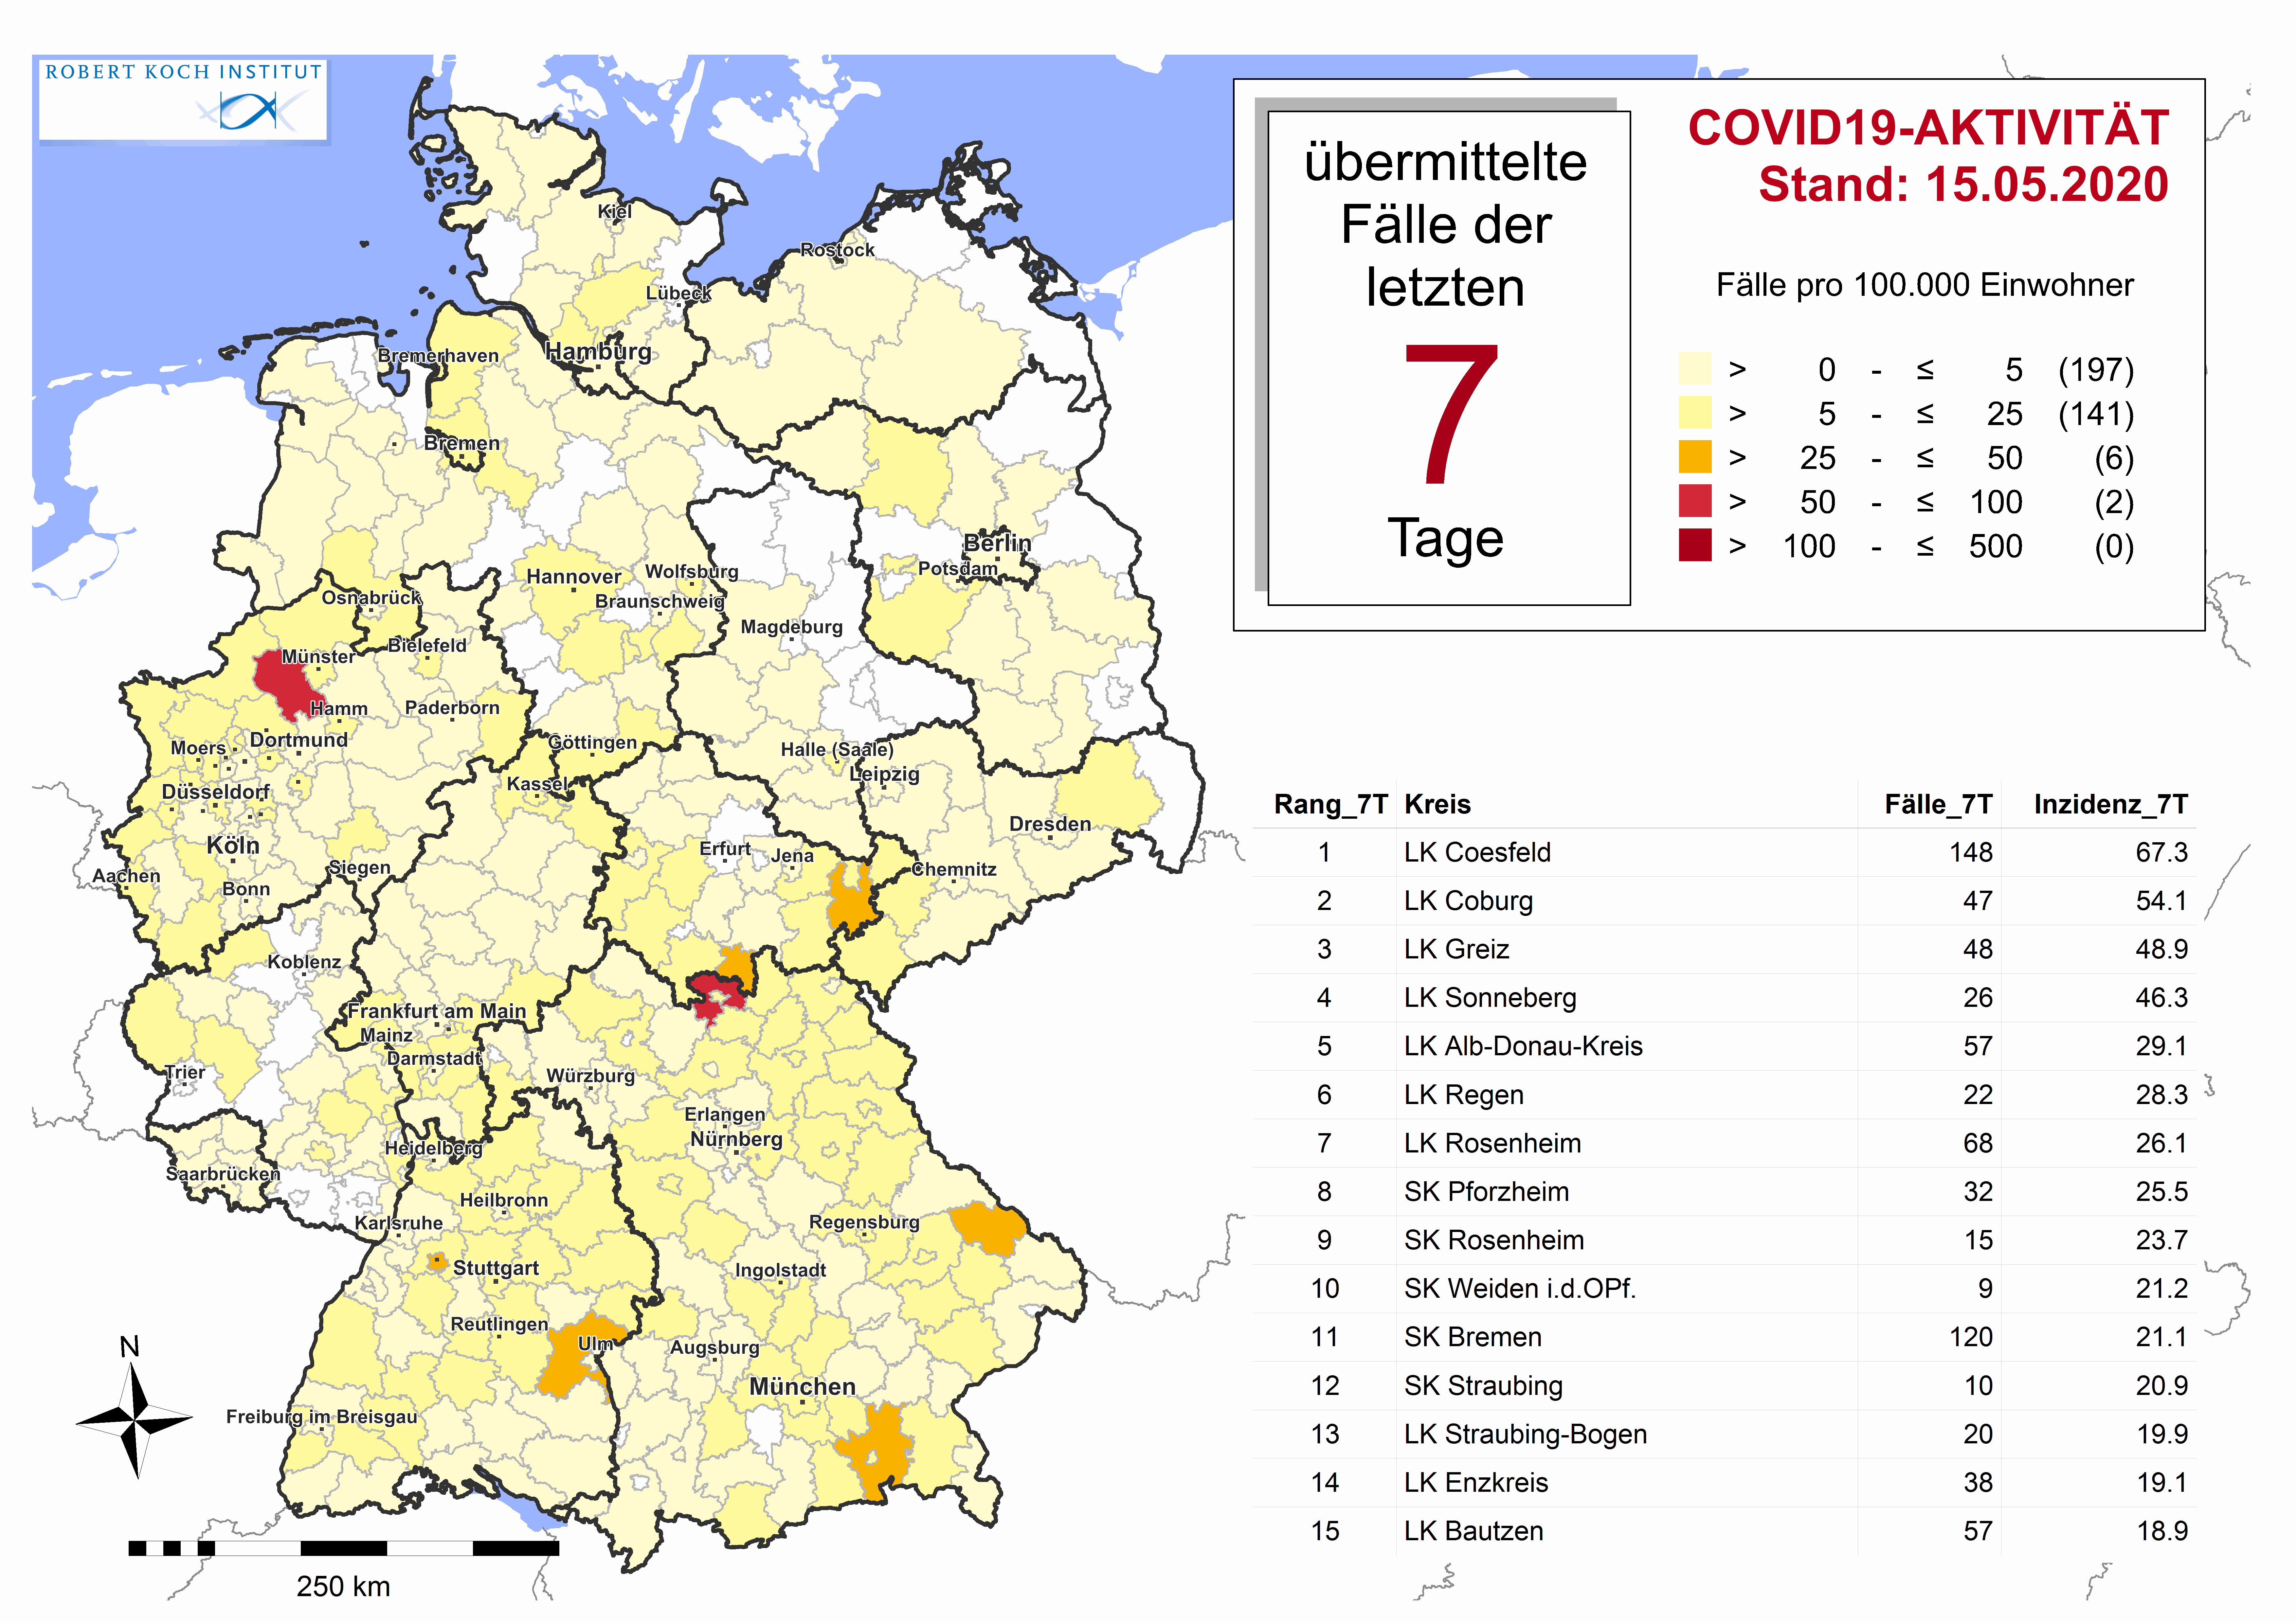 ROBERT KOCH INSTITUT
COVID19-AKTIVITÄT
Stand: 15.05.2020
übermittelte
Fälle der
letzten
7
Tage
Fälle pro 100.000 Einwohner
> 0 - ≤ 5 (197)
> 5 - ≤ 25 (141)
> 25 - ≤ 50 (6)
> 50 - ≤ 100 (2)
> 100 - ≤ 500 (0)
Kiel
Rostock
Lübeck
Hamburg
Bremerhaven
Bremen
Berlin
Potsdam
Hannover
Wolfsburg
Braunschweig
Osnabrück
Magdeburg
Bielefeld
Münster
Hamm
Paderborn
Moers
Dortmund
Göttingen
Halle (Saale)
Leipzig
Kassel
Düsseldorf
Dresden
Köln
Erfurt
Jena
Siegen
Chemnitz
Aachen
Bonn
Koblenz
Frankfurt am Main
Mainz
Darmstadt
Trier
Würzburg
Erlangen
Nürnberg
Heidelberg
Saarbrücken
Heilbronn
Karlsruhe
Regensburg
Stuttgart
Ingolstadt
Reutlingen
Ulm
Augsburg
München
Freiburg im Breisgau
N
250 km
Rang_7T Kreis Fälle_7T Inzidenz_7T
1 LK Coesfeld 148 67.3
2 LK Coburg 47 54.1
3 LK Greiz 48 48.9
4 LK Sonneberg 26 46.3
5 LK Alb-Donau-Kreis 57 29.1
6 LK Regen 22 28.3
7 LK Rosenheim 68 26.1
8 SK Pforzheim 32 25.5
9 SK Rosenheim 15 23.7
10 SK Weiden i.d.OPf. 9 21.2
11 SK Bremen 120 21.1
12 SK Straubing 10 20.9
13 LK Straubing-Bogen 20 19.9
14 LK Enzkreis 38 19.1
15 LK Bautzen 57 18.9